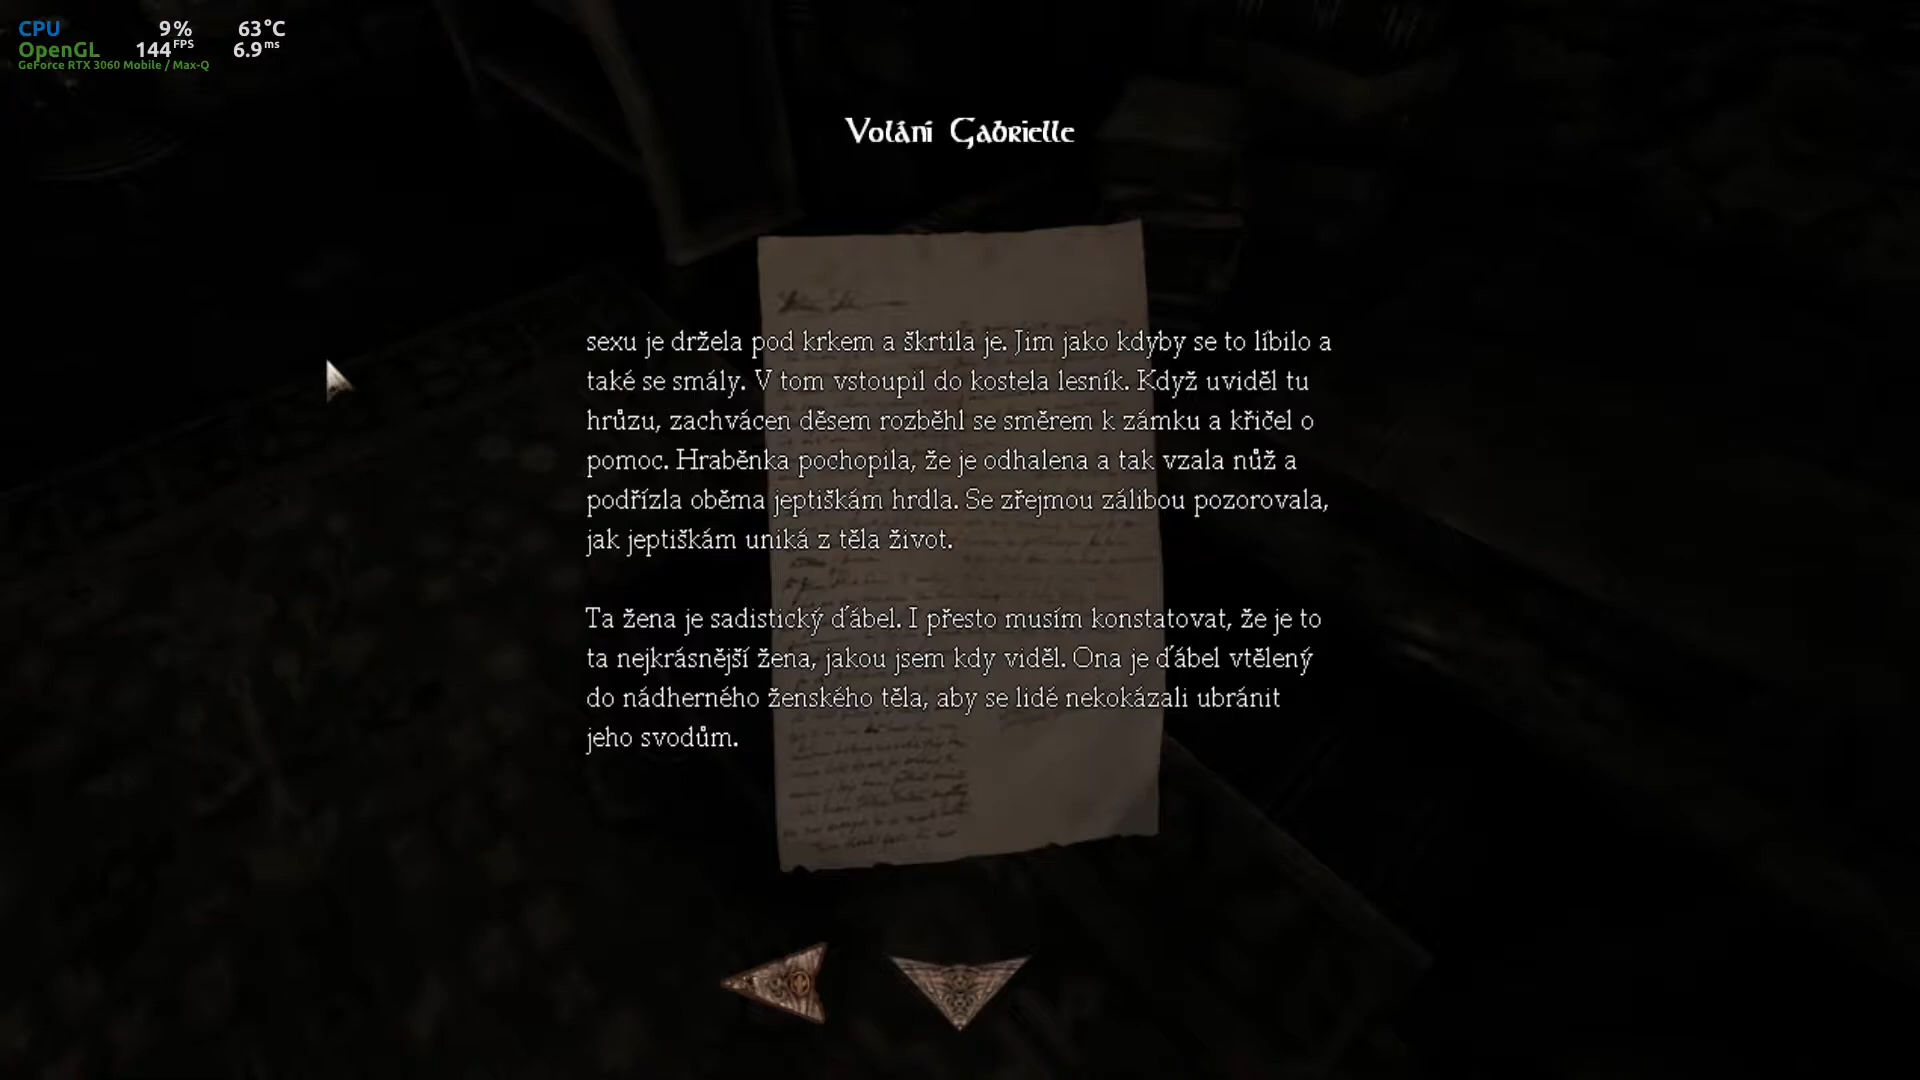 CPU 9% 63°C
OpenGL 144 FPS 6.9 ms
GeForce RTX 3060 Mobile / Max-Q
Volání Gabrielle
sexu je držela pod krkem a škrtila je. Jim jako kdyby se to líbilo a
také se smály. V tom vstoupil do kostela lesník. Když uviděl tu
hrůzu, zachvácen děsem rozběhl se směrem k zámku a křičel o
pomoc. Hraběnka pochopila, že je odhalena a tak vzala nůž a
podřízla oběma jeptiškám hrdla. Se zřejmou zálibou pozorovala,
jak jeptiškám uniká z těla život.
Ta žena je sadistický ďábel. I přesto musím konstatovat, že je to
ta nejkrásnější žena, jakou jsem kdy viděl. Ona je ďábel vtělený
do nádherného ženského těla, aby se lidé nekokázali ubránit
jeho svodům.